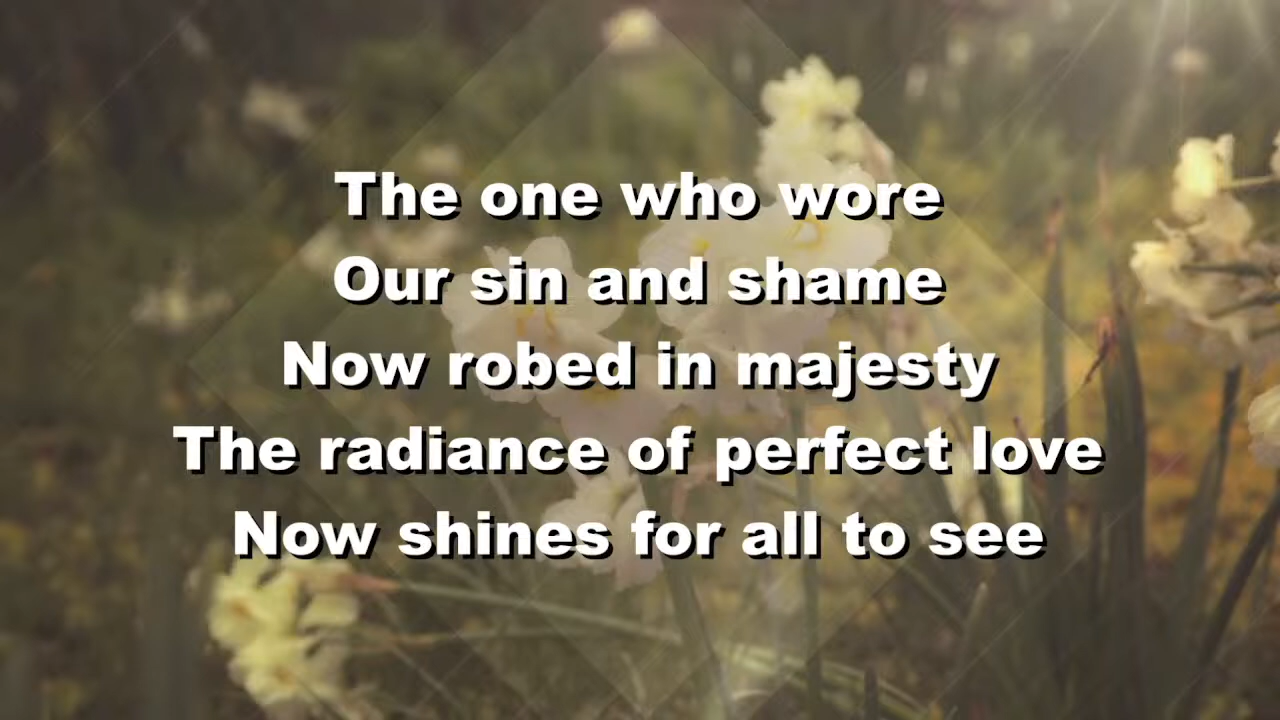 The one who wore
Our sin and shame
Now robed in majesty
The radiance of perfect love
Now shines for all to see